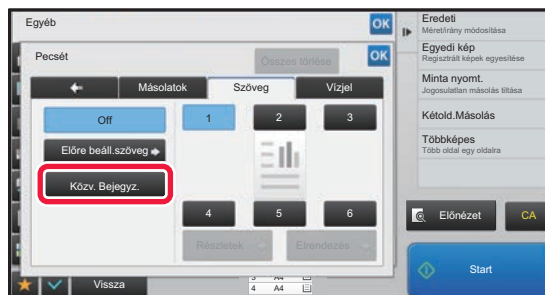 Egyéb
OK
Pecsét
Összes törlése
OK
Másolatok
Szöveg
Vízjel
Off
1
2
3
Előre beáll.szöveg
Közv. Bejegyz.
4
5
6
Részletek
Elrendezés
Vissza
3 A4
4 A4
Eredeti
Méret/irány módosítása
Egyedi kép
Regisztrált képek egyesítése
Minta nyomt.
Jogosulatlan másolás tiltása
Kétold.Másolás
Többképes
Több oldal egy oldalra
Előnézet
CA
Start